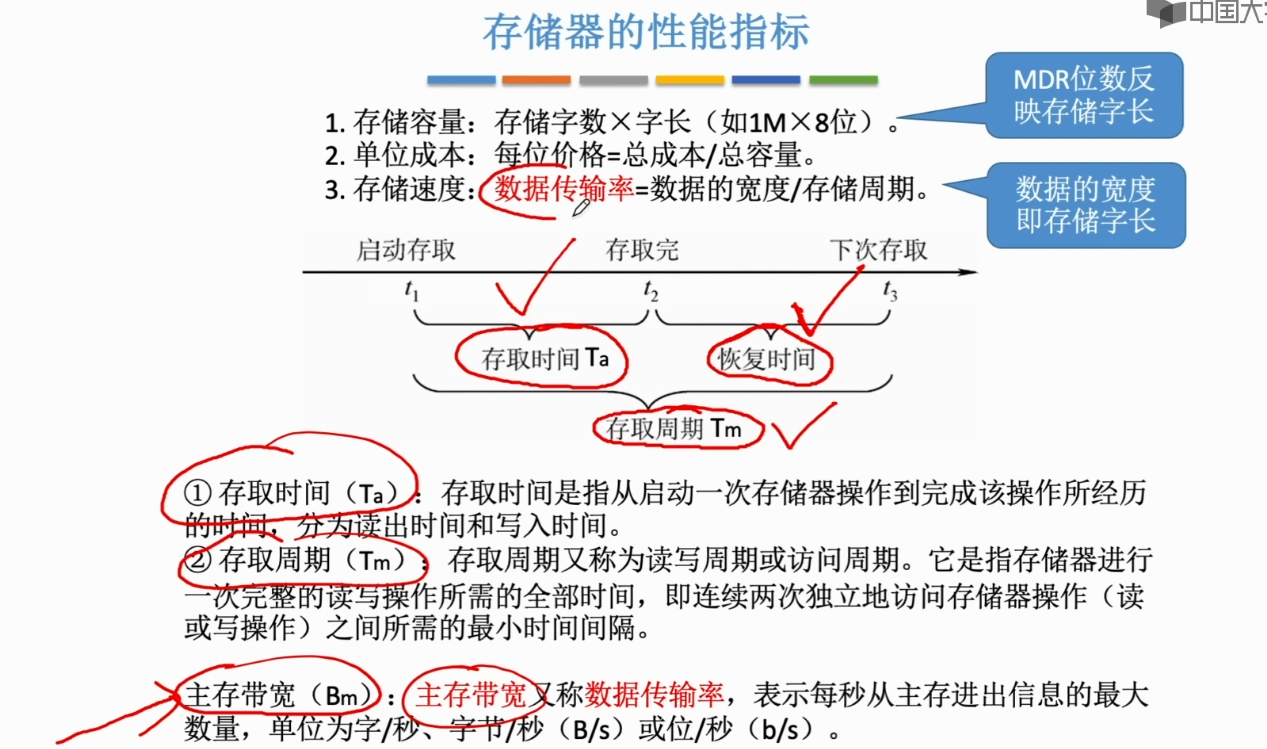 中国大
存储器的性能指标
MDR位数反
映存储字长
1. 存储容量：存储字数×字长（如1M×8位）。
2. 单位成本：每位价格=总成本/总容量。
3. 存储速度：数据传输率=数据的宽度/存储周期。
数据的宽度
即存储字长
启动存取 存取完 下次存取
t1 t2 t3
存取时间 Ta 恢复时间
存取周期 Tm
① 存取时间（Ta）：存取时间是指从启动一次存储器操作到完成该操作所经历
的时间，分为读出时间和写入时间。
② 存取周期（Tm）：存取周期又称为读写周期或访问周期。它是指存储器进行
一次完整的读写操作所需的全部时间，即连续两次独立地访问存储器操作（读
或写操作）之间所需的最小时间间隔。
主存带宽（Bm）：主存带宽又称数据传输率，表示每秒从主存进出信息的最大
数量，单位为字/秒、字节/秒（B/s）或位/秒（b/s）。